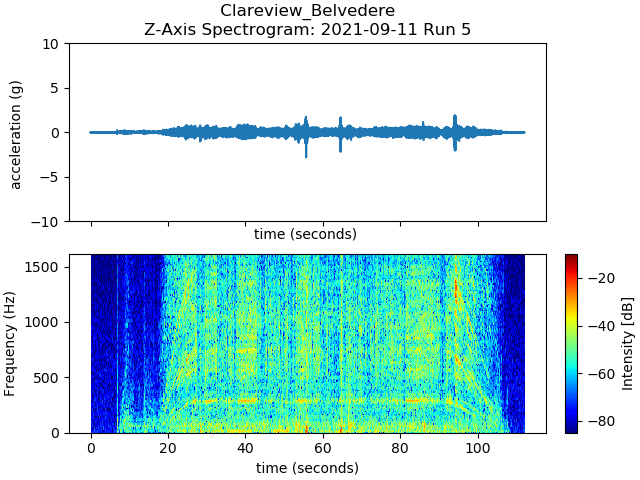 Clareview_Belvedere
Z-Axis Spectrogram: 2021-09-11 Run 5
acceleration (g)
10
5
0
−5
−10
time (seconds)
Frequency (Hz)
1500
1000
500
0
0 20 40 60 80 100
time (seconds)
−20
−40
−60
−80
Intensity [dB]